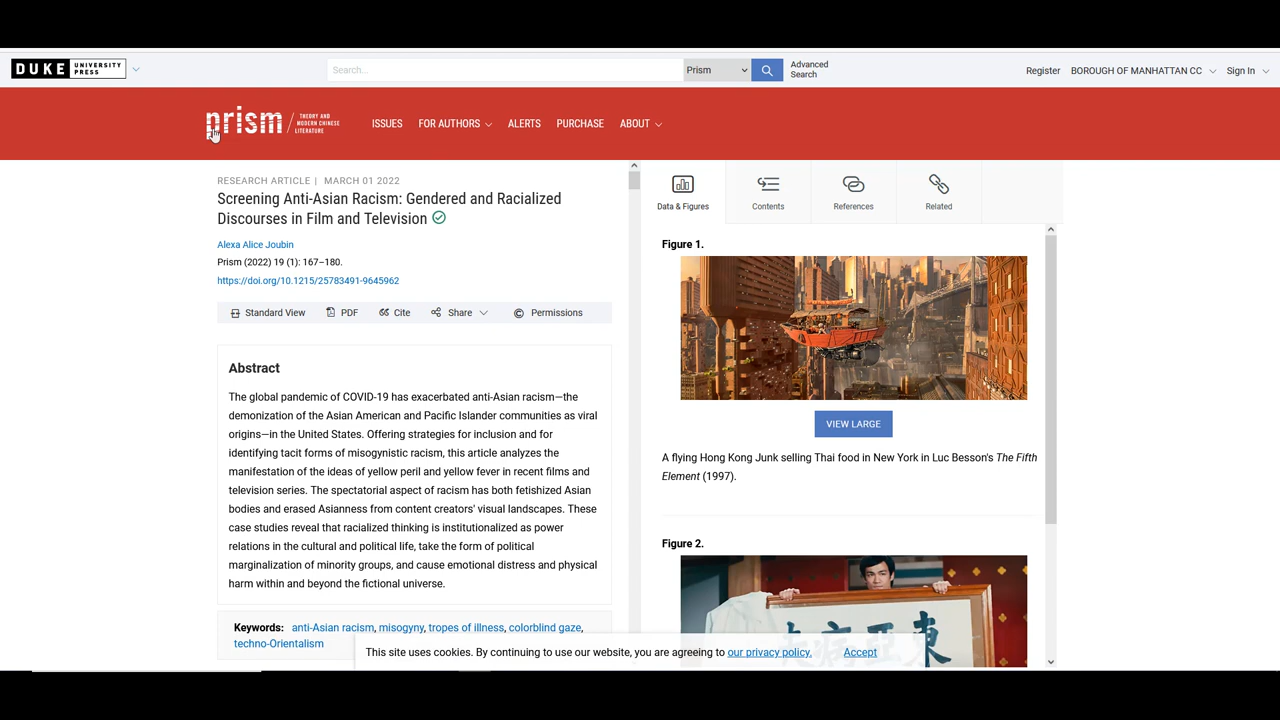 DUKE UNIVERSITY PRESS
Search...
Prism
Advanced Search
Register
BOROUGH OF MANHATTAN CC
Sign In
prism / THEORY AND MODERN CHINESE LITERATURE
ISSUES
FOR AUTHORS
ALERTS
PURCHASE
ABOUT
RESEARCH ARTICLE | MARCH 01 2022
Screening Anti-Asian Racism: Gendered and Racialized
Discourses in Film and Television
Alexa Alice Joubin
Prism (2022) 19 (1): 167–180.
https://doi.org/10.1215/25783491-9645962
Standard View
PDF
Cite
Share
Permissions
Abstract
The global pandemic of COVID-19 has exacerbated anti-Asian racism—the
demonization of the Asian American and Pacific Islander communities as viral
origins—in the United States. Offering strategies for inclusion and for
identifying tacit forms of misogynistic racism, this article analyzes the
manifestation of the ideas of yellow peril and yellow fever in recent films and
television series. The spectatorial aspect of racism has both fetishized Asian
bodies and erased Asianness from content creators' visual landscapes. These
case studies reveal that racialized thinking is institutionalized as power
relations in the cultural and political life, take the form of political
marginalization of minority groups, and cause emotional distress and physical
harm within and beyond the fictional universe.
Keywords: anti-Asian racism, misogyny, tropes of illness, colorblind gaze,
techno-Orientalism
Data & Figures
Contents
References
Related
Figure 1.
VIEW LARGE
A flying Hong Kong Junk selling Thai food in New York in Luc Besson's The Fifth
Element (1997).
Figure 2.
東亞病夫
This site uses cookies. By continuing to use our website, you are agreeing to our privacy policy.
Accept